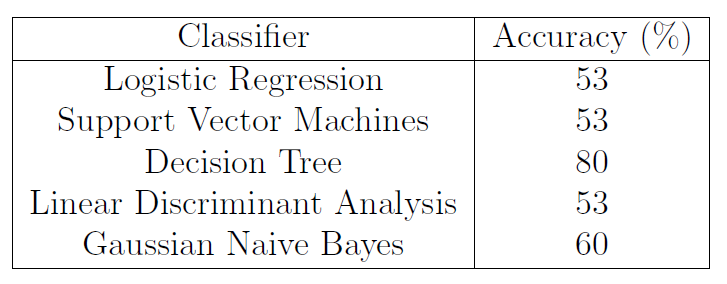 Classifier Accuracy (%)
Logistic Regression 53
Support Vector Machines 53
Decision Tree 80
Linear Discriminant Analysis 53
Gaussian Naive Bayes 60